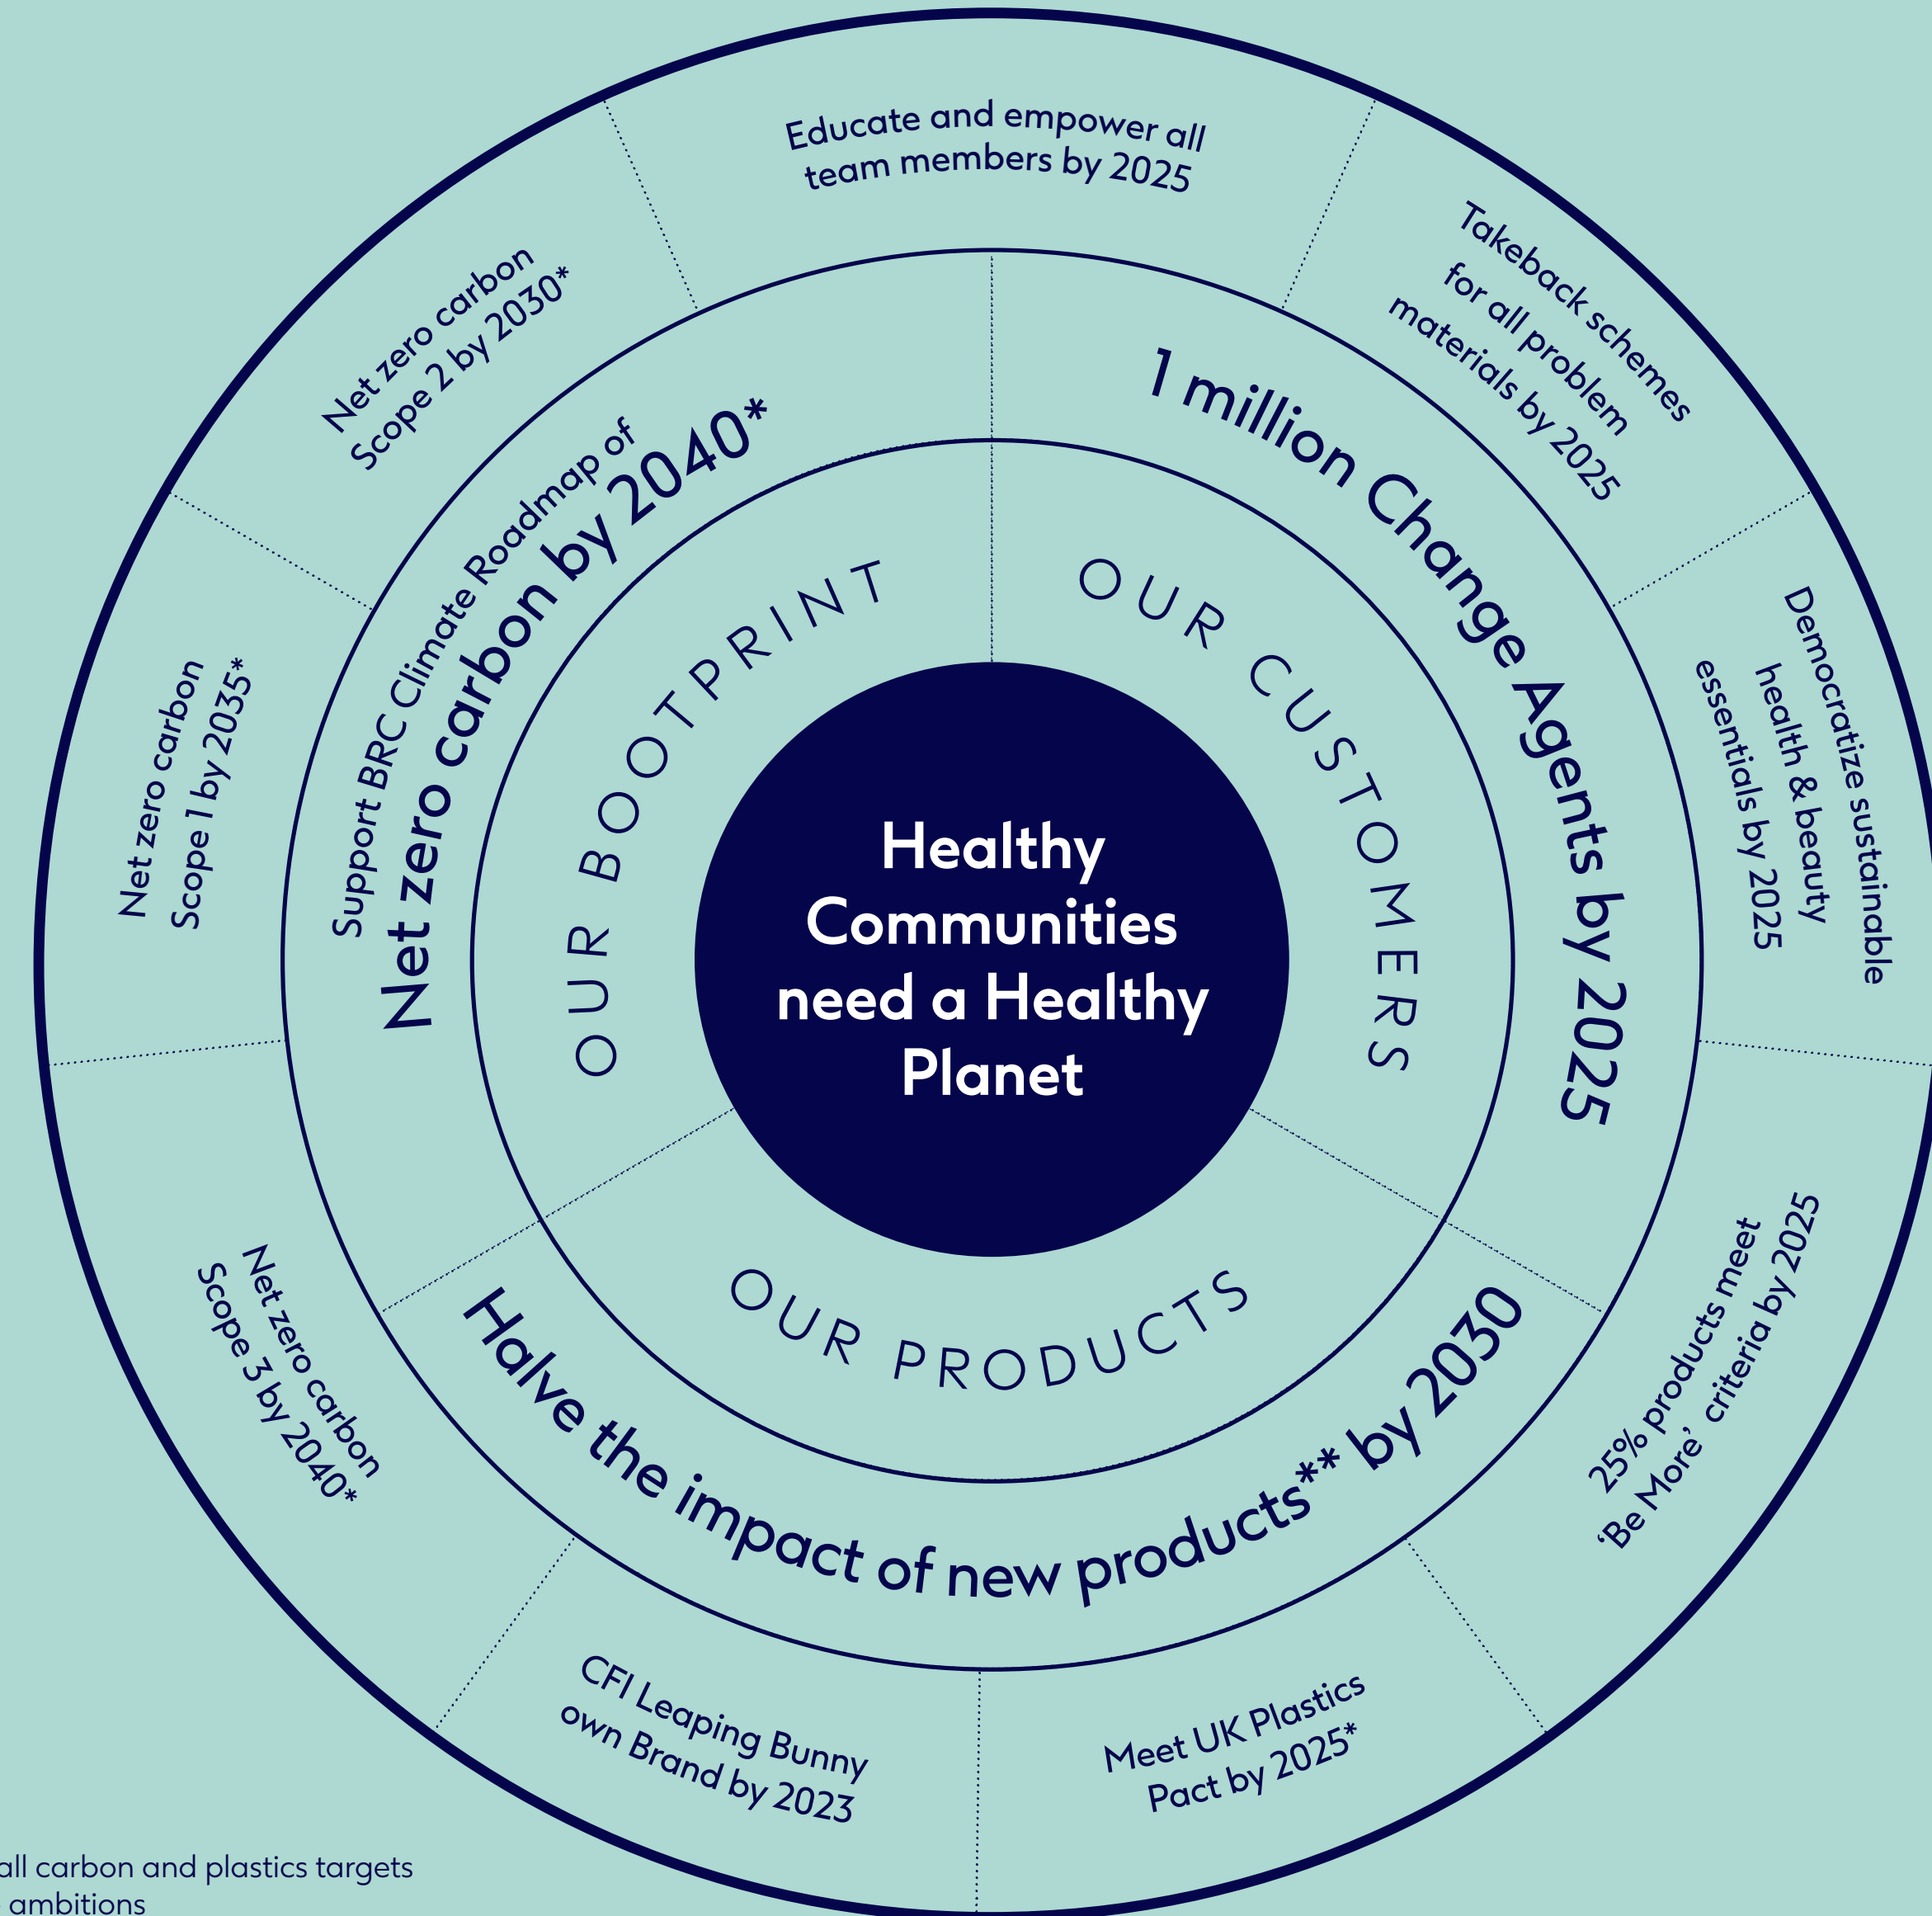 Healthy
Communities
need a Healthy
Planet
OUR BOOTPRINT
OUR CUSTOMERS
OUR PRODUCTS
Support BRC Climate Roadmap of
Net zero carbon by 2040*
1 million Change Agents by 2025
Halve the impact of new products** by 2030
Educate and empower all
team members by 2025
Takeback schemes
for all problem
materials by 2025
Democratize sustainable
health & beauty
essentials by 2025
25% products meet
‘Be More’ criteria by 2025
Meet UK Plastics
Pact by 2025*
CFI Leaping Bunny
own Brand by 2023
Net zero carbon
Scope 3 by 2040*
Net zero carbon
Scope 1 by 2035*
Net zero carbon
Scope 2 by 2030*
all carbon and plastics targets
ambitions